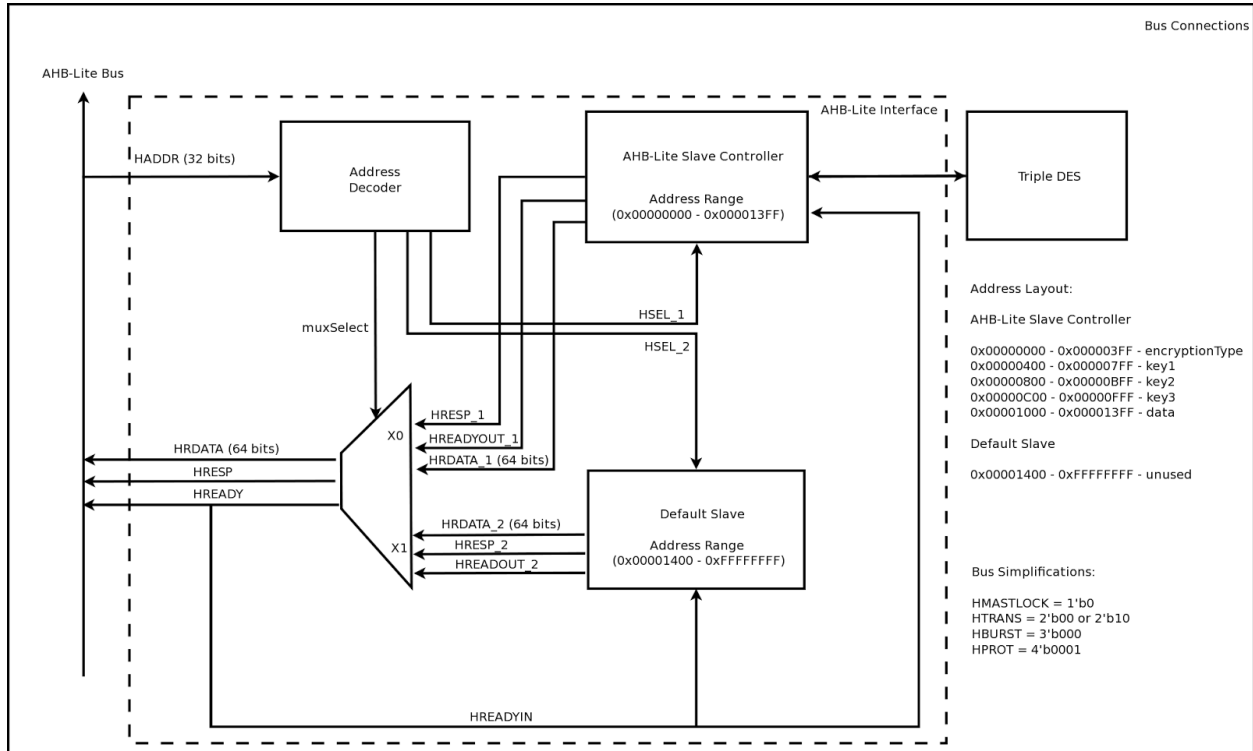 Bus Connections
AHB-Lite Bus
AHB-Lite Interface
HADDR (32 bits)
Address
Decoder
AHB-Lite Slave Controller
Address Range
(0x00000000 - 0x000013FF)
Triple DES
muxSelect
HSEL_1
HSEL_2
HRESP_1
X0
HREADYOUT_1
HRDATA_1 (64 bits)
HRDATA (64 bits)
HRESP
HREADY
HRDATA_2 (64 bits)
HRESP_2
X1
HREADOUT_2
Default Slave
Address Range
(0x00001400 - 0xFFFFFFFF)
HREADYIN
Address Layout:
AHB-Lite Slave Controller
0x00000000 - 0x000003FF - encryptionType
0x00000400 - 0x000007FF - key1
0x00000800 - 0x00000BFF - key2
0x00000C00 - 0x00000FFF - key3
0x00001000 - 0x000013FF - data
Default Slave
0x00001400 - 0xFFFFFFFF - unused
Bus Simplifications:
HMASTLOCK = 1'b0
HTRANS = 2'b00 or 2'b10
HBURST = 3'b000
HPROT = 4'b0001